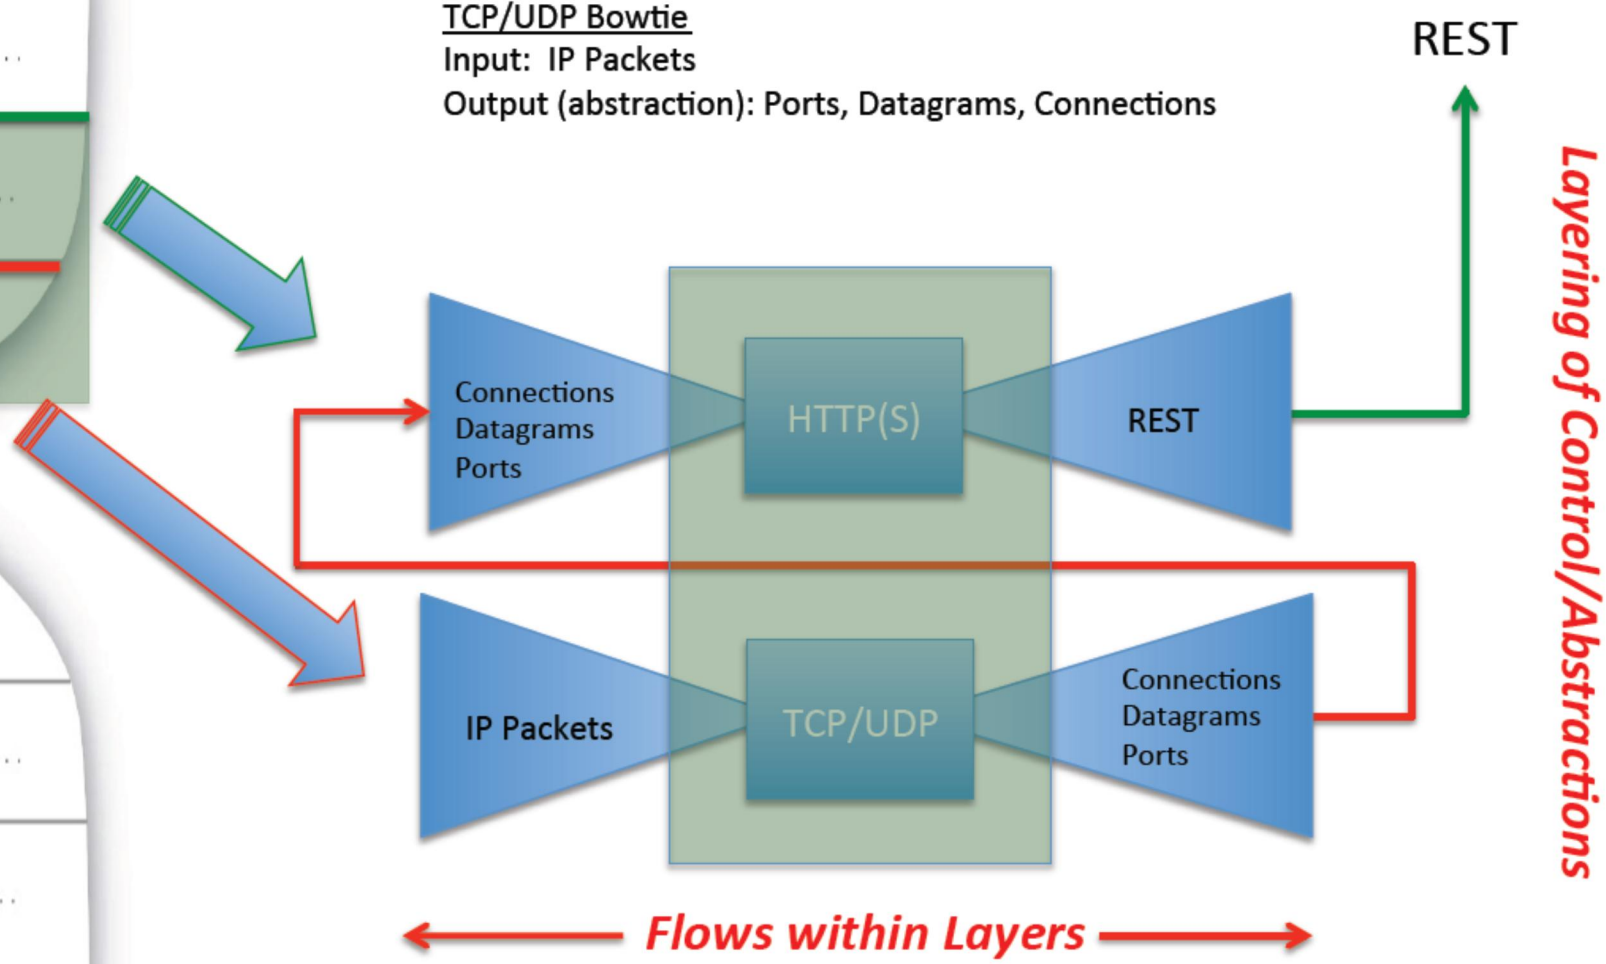 TCP/UDP Bowtie
Input:  IP Packets
Output (abstraction): Ports, Datagrams, Connections
REST
Connections
Datagrams
Ports
HTTP(S)
REST
IP Packets
TCP/UDP
Connections
Datagrams
Ports
Flows within Layers
Layering of Control/Abstractions